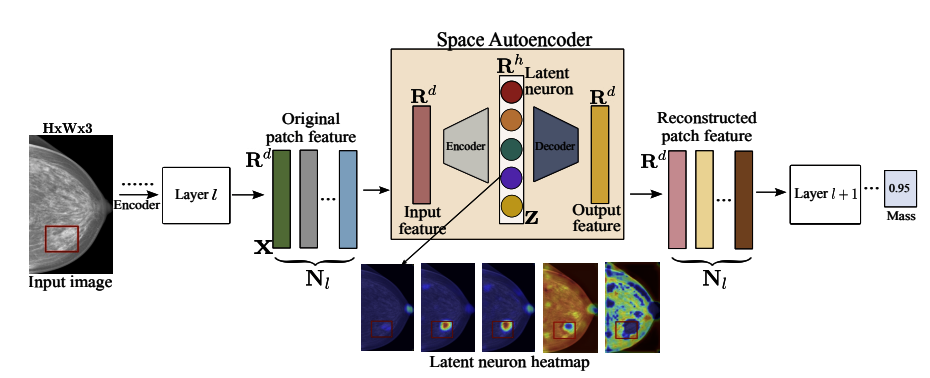 Space Autoencoder
R^h
Latent
neuron
R^d
R^d
HxWx3
Original
patch feature
Reconstructed
patch feature
R^d
R^d
Encoder
Decoder
......
Encoder
Layer l
...
...
Layer l + 1
...
0.95
Mass
Input
feature
Z
Output
feature
X
Input image
N_l
N_l
Latent neuron heatmap